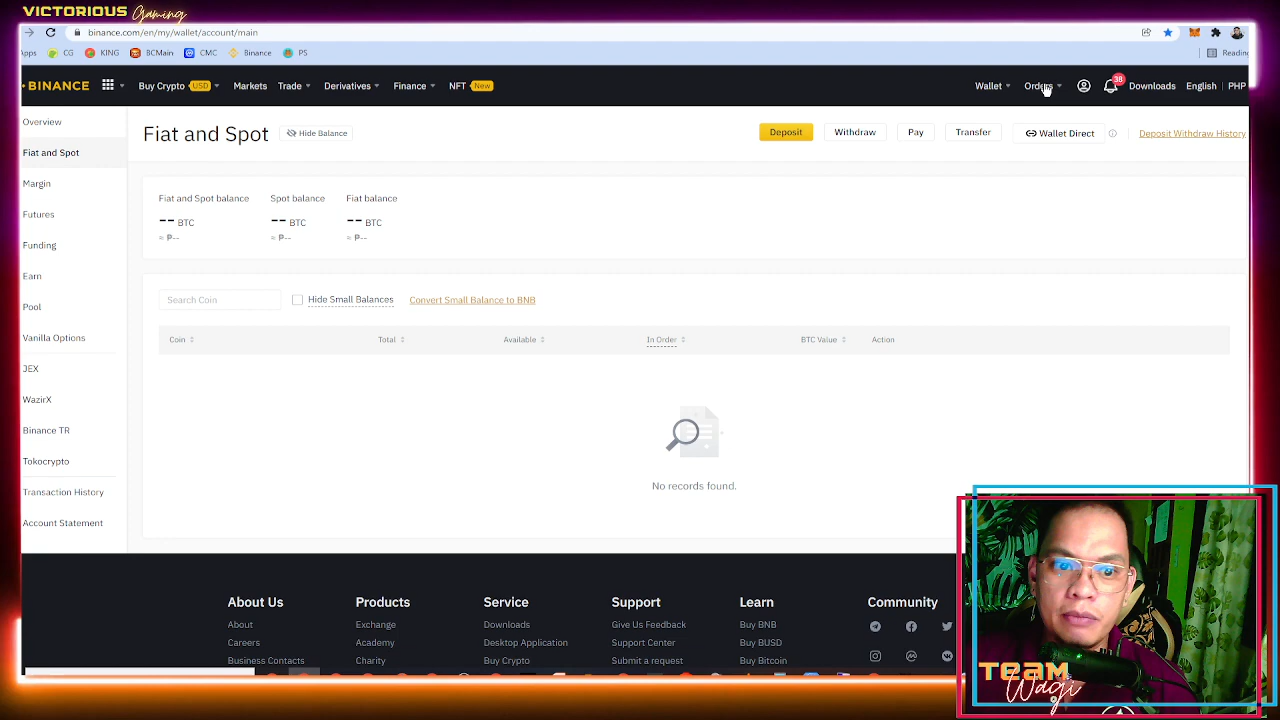 VICTORIOUS Gaming
binance.com/en/my/wallet/account/main
Apps CG KING BCMain CMC Binance PS Reading
BINANCE Buy Crypto USD Markets Trade Derivatives Finance NFT New Wallet Orders 38 Downloads English PHP
Overview
Fiat and Spot
Margin
Futures
Funding
Earn
Pool
Vanilla Options
JEX
WazirX
Binance TR
Tokocrypto
Transaction History
Account Statement
Fiat and Spot Hide Balance Deposit Withdraw Pay Transfer Wallet Direct Deposit Withdraw History
Fiat and Spot balance Spot balance Fiat balance
-- BTC -- BTC -- BTC
≈ ₱-- ≈ ₱-- ≈ ₱--
Search Coin Hide Small Balances Convert Small Balance to BNB
Coin Total Available In Order BTC Value Action
No records found.
About Us Products Service Support Learn Community
About Exchange Downloads Give Us Feedback Buy BNB
Careers Academy Desktop Application Support Center Buy BUSD
Business Contacts Charity Buy Crypto Submit a request Buy Bitcoin
TEAM
Wagi